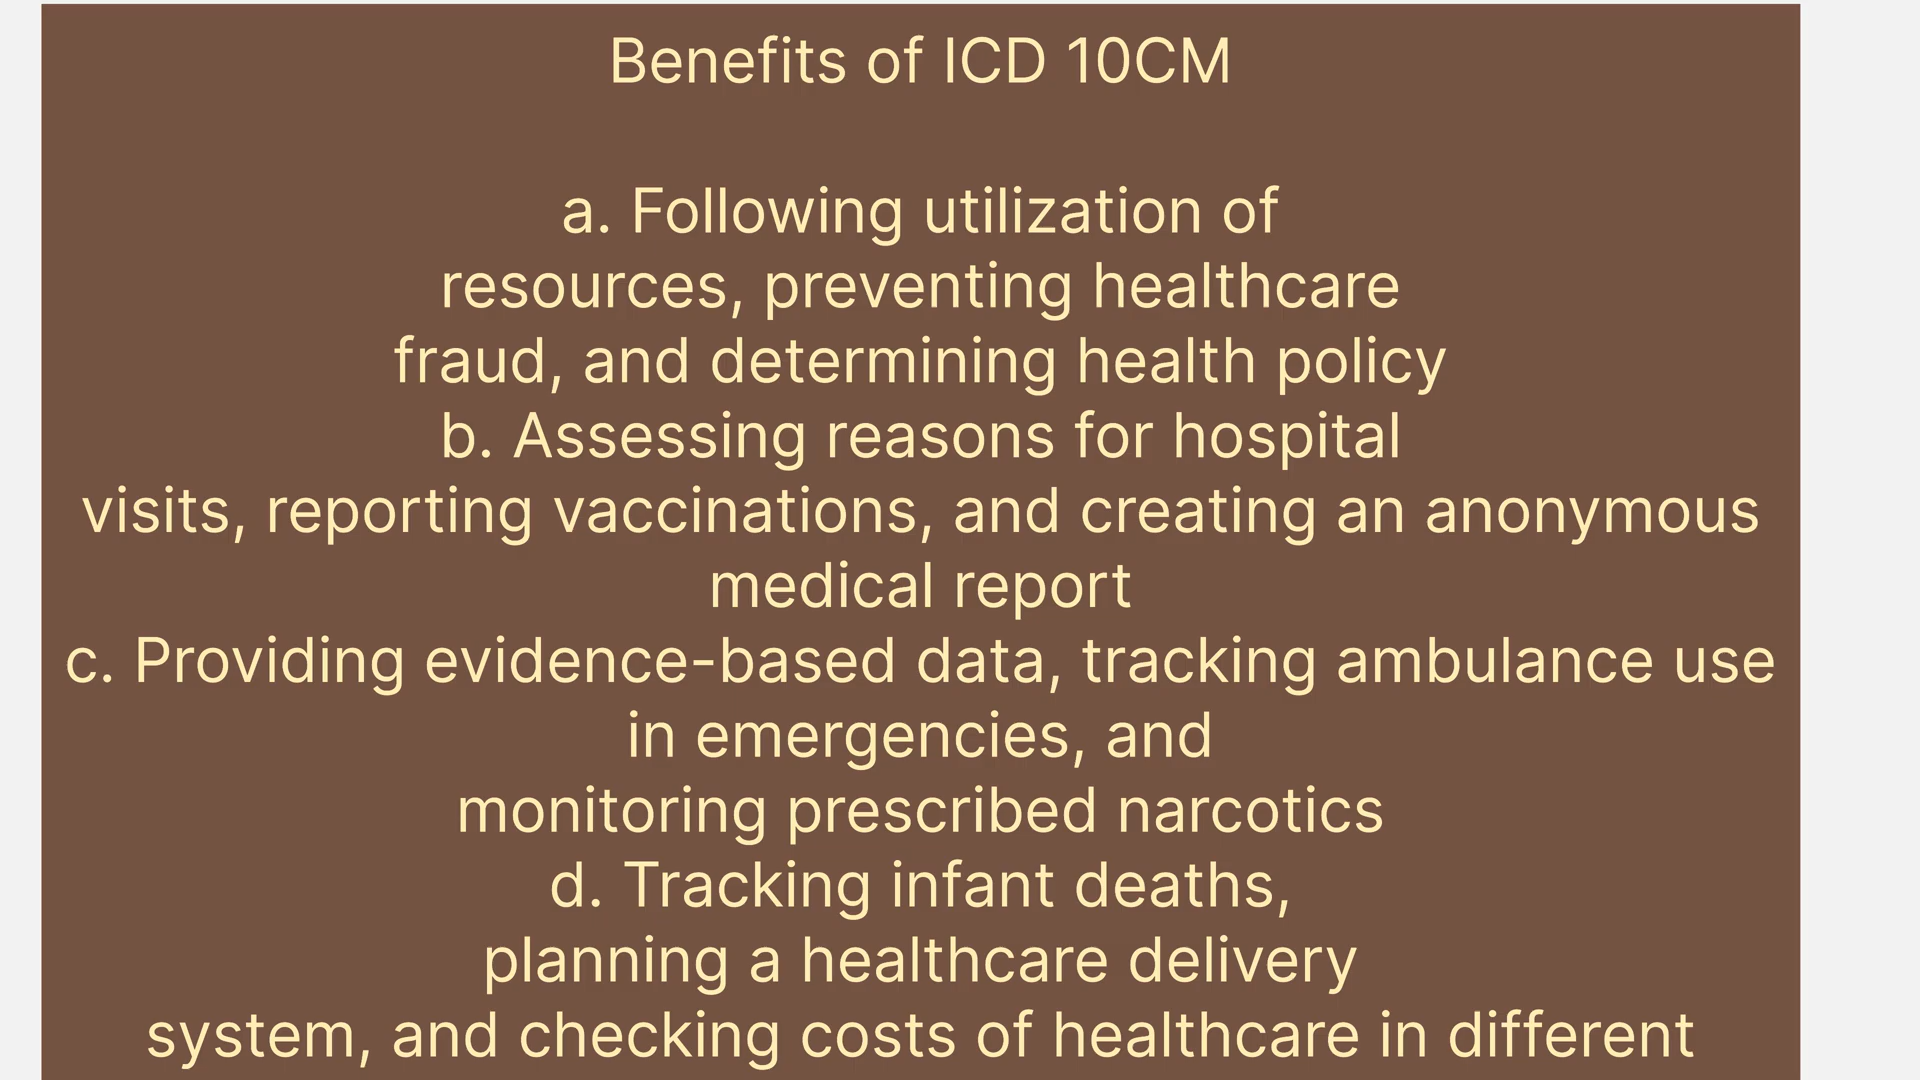 Benefits of ICD 10CM
a. Following utilization of
resources, preventing healthcare
fraud, and determining health policy
b. Assessing reasons for hospital
visits, reporting vaccinations, and creating an anonymous
medical report
c. Providing evidence-based data, tracking ambulance use
in emergencies, and
monitoring prescribed narcotics
d. Tracking infant deaths,
planning a healthcare delivery
system, and checking costs of healthcare in different